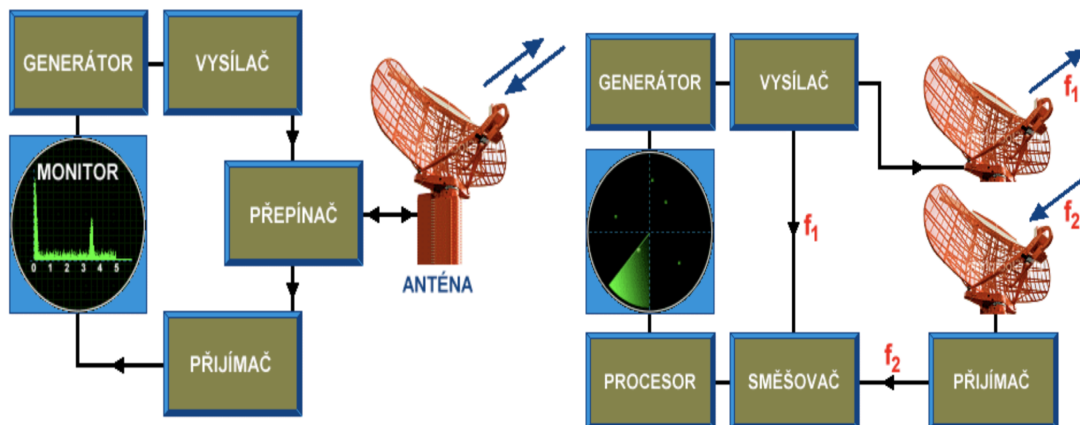 GENERÁTOR
VYSÍLAČ
MONITOR
0 1 2 3 4 5
PŘEPÍNAČ
ANTÉNA
PŘIJÍMAČ
GENERÁTOR
VYSÍLAČ
f1
f2
f1
PROCESOR
SMĚŠOVAČ
f2
PŘIJÍMAČ